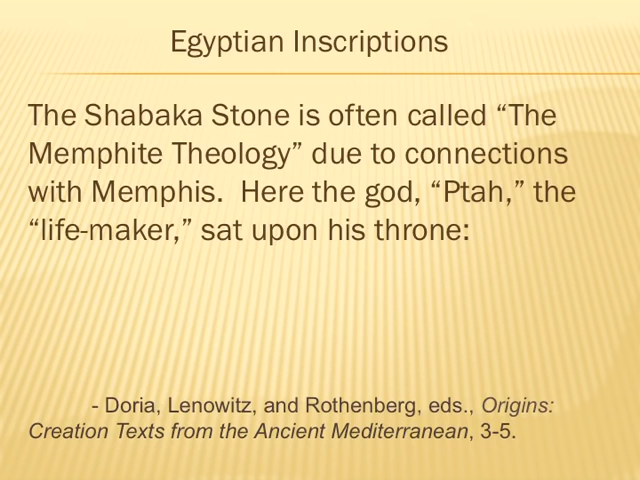 Egyptian Inscriptions
The Shabaka Stone is often called “The
Memphite Theology” due to connections
with Memphis.  Here the god, “Ptah,” the
“life-maker,” sat upon his throne:
- Doria, Lenowitz, and Rothenberg, eds., Origins:
Creation Texts from the Ancient Mediterranean, 3-5.